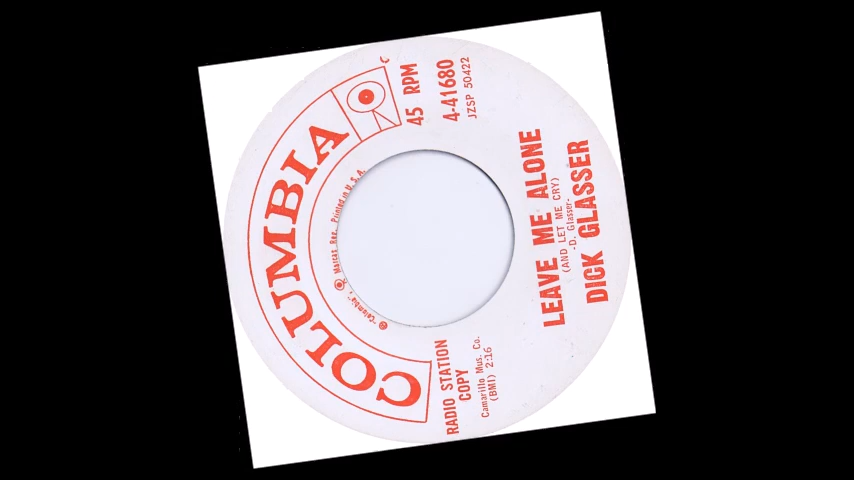 COLUMBIA
"Columbia", Marcas Reg. Printed in U.S.A.
RADIO STATION
COPY
Camarillo Mus. Co.
(BMI) 2:16
45 RPM
4-41680
JZSP 50422
LEAVE ME ALONE
(AND LET ME CRY)
-D. Glasser-
DICK GLASSER